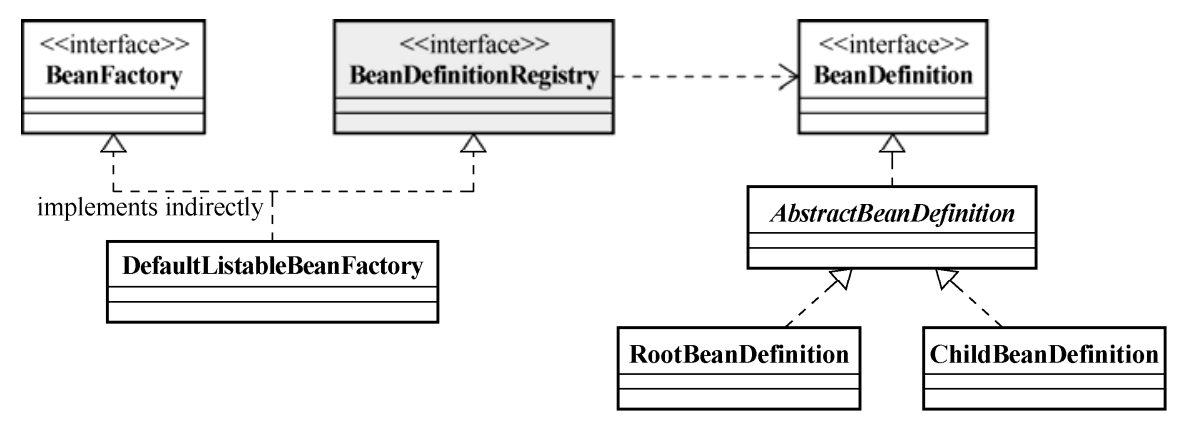 <<interface>>
BeanFactory
<<interface>>
BeanDefinitionRegistry
<<interface>>
BeanDefinition
implements indirectly
AbstractBeanDefinition
DefaultListableBeanFactory
RootBeanDefinition
ChildBeanDefinition